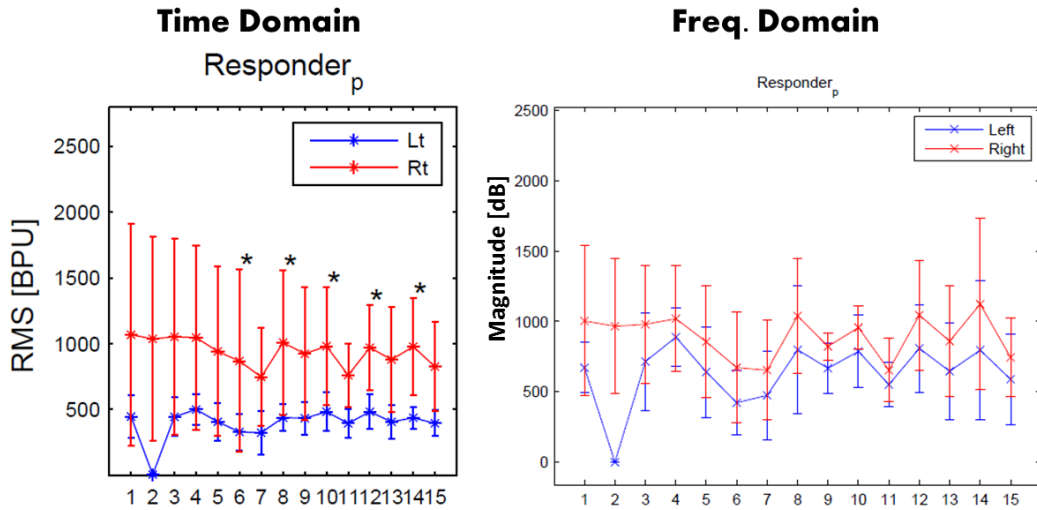 Time Domain
Responder_p
RMS [BPU]
2500
2000
1500
1000
500
Lt
Rt
* * * * *
1 2 3 4 5 6 7 8 9 10 11 12 13 14 15
Freq. Domain
Responder_p
Magnitude [dB]
2500
2000
1500
1000
500
0
Left
Right
1 2 3 4 5 6 7 8 9 10 11 12 13 14 15